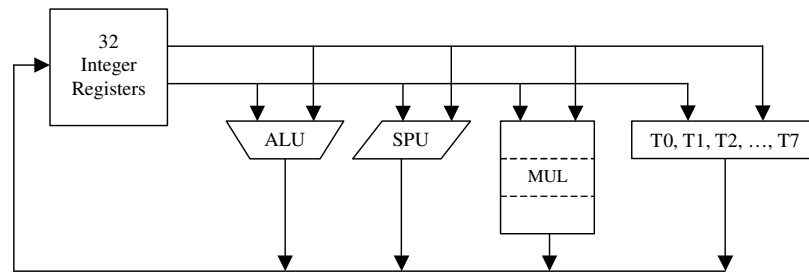 32
Integer
Registers
ALU
SPU
MUL
T0, T1, T2, …, T7